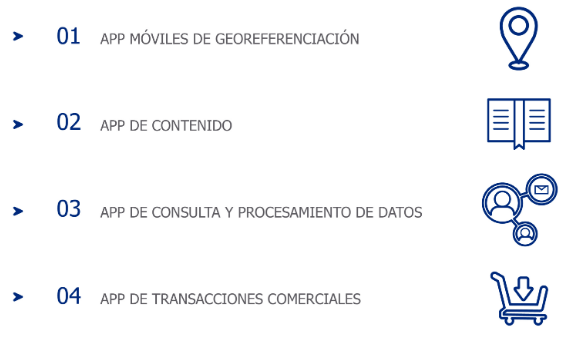 01 APP MÓVILES DE GEOREFERENCIACIÓN
02 APP DE CONTENIDO
03 APP DE CONSULTA Y PROCESAMIENTO DE DATOS
04 APP DE TRANSACCIONES COMERCIALES